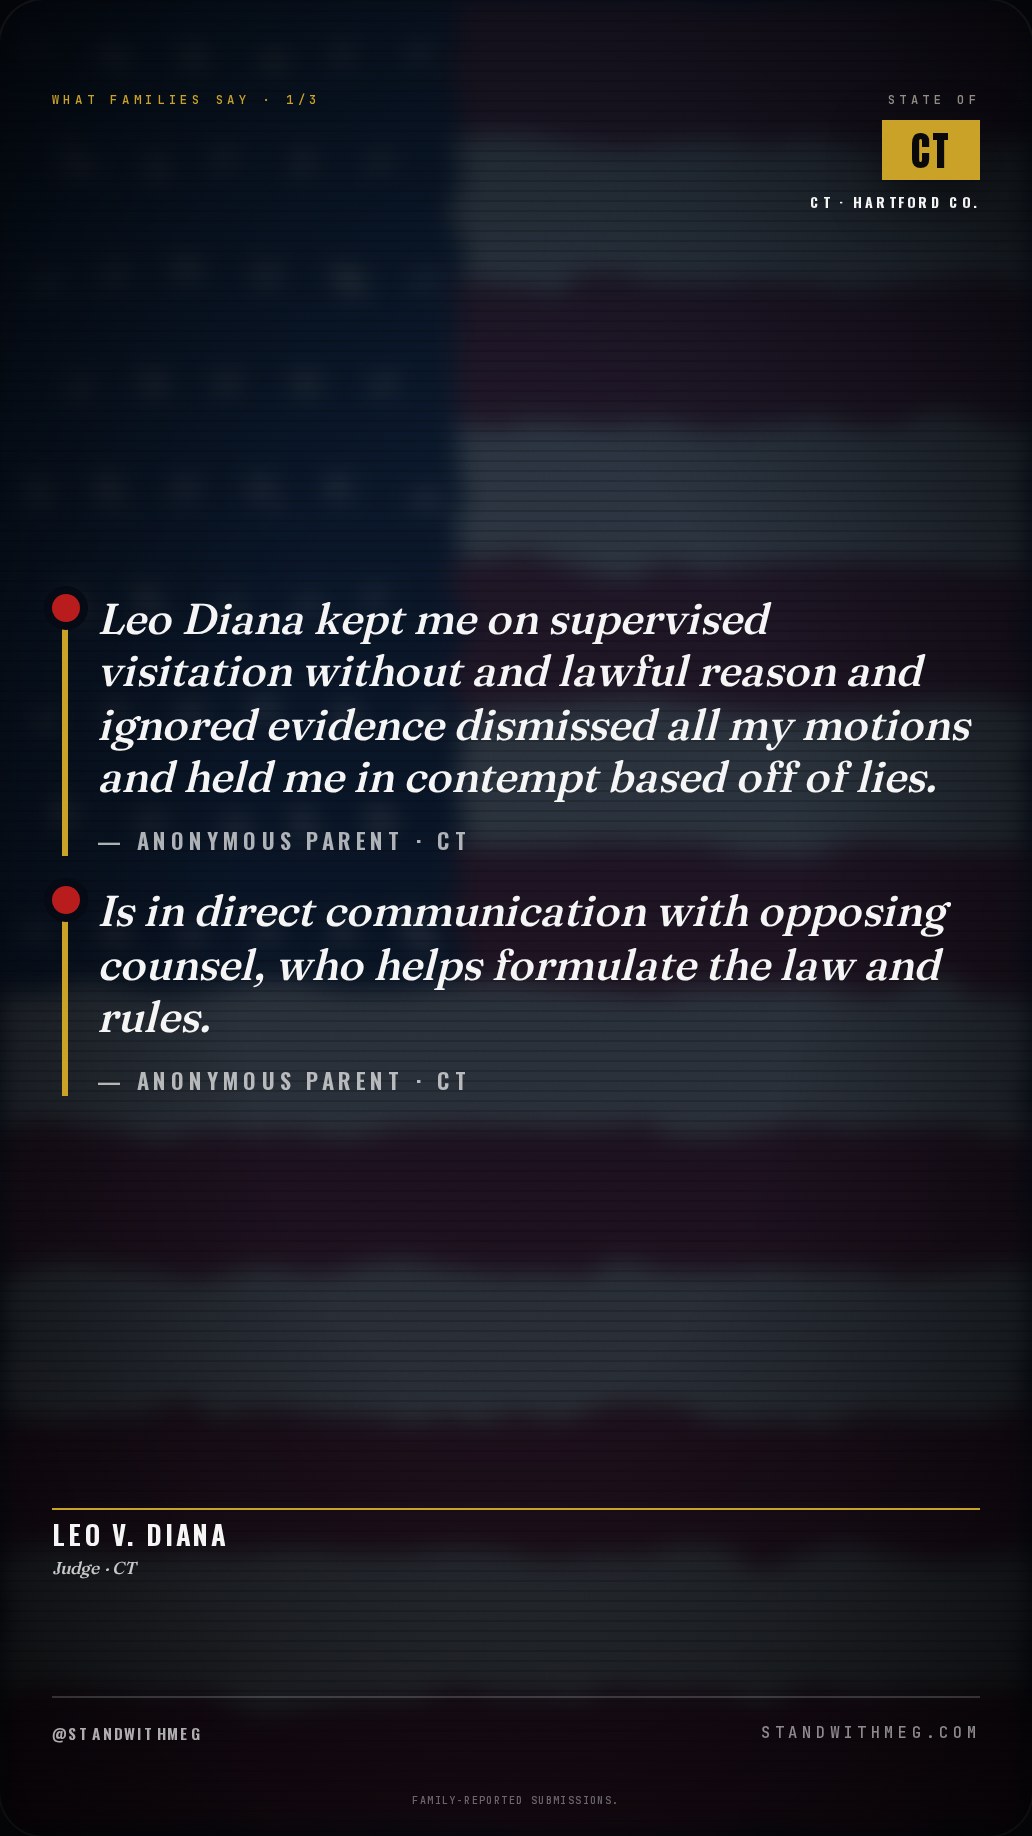 WHAT FAMILIES SAY · 1/3
STATE OF
CT
CT · HARTFORD CO.
Leo Diana kept me on supervised
visitation without and lawful reason and
ignored evidence dismissed all my motions
and held me in contempt based off of lies.
— ANONYMOUS PARENT · CT
Is in direct communication with opposing
counsel, who helps formulate the law and
rules.
— ANONYMOUS PARENT · CT
LEO V. DIANA
Judge · CT
@STANDWITHMEG
STANDWITHMEG.COM
FAMILY-REPORTED SUBMISSIONS.